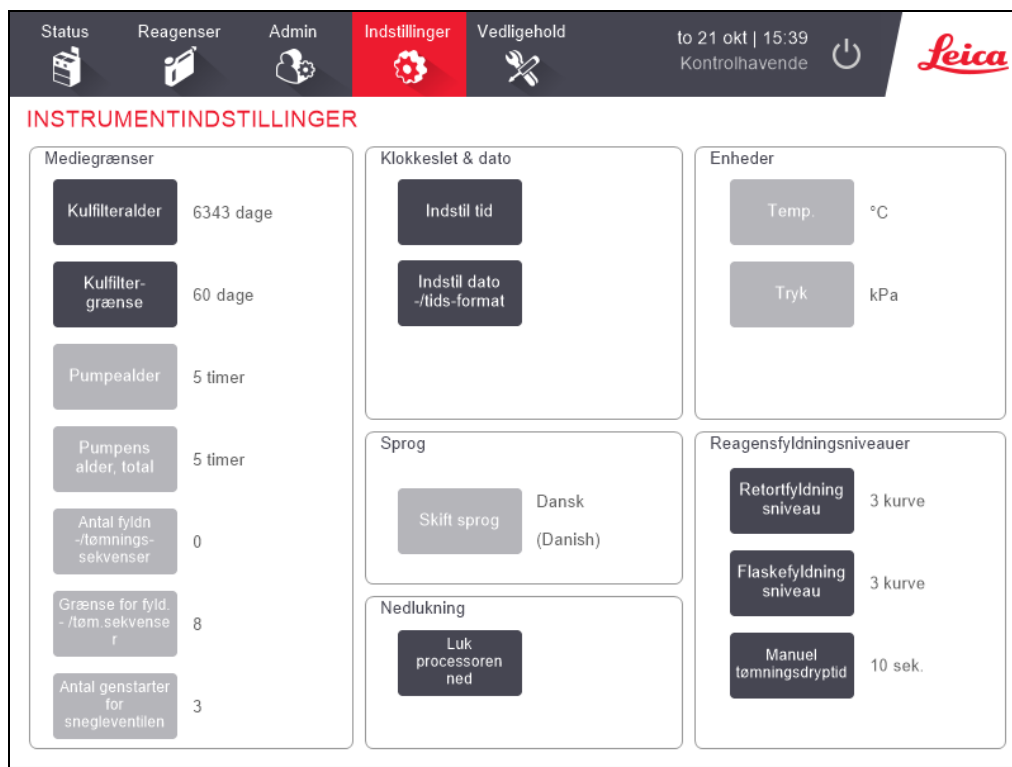 Status
Reagenser
Admin
Indstillinger
Vedligehold
to 21 okt | 15:39
Kontrolhavende
Leica
INSTRUMENTINDSTILLINGER
Mediegrænser
Kulfilteralder
6343 dage
Kulfilter-
grænse
60 dage
Pumpealder
5 timer
Pumpens
alder, total
5 timer
Antal fyldn
-/tømnings-
sekvenser
0
Grænse for fyld.
- /tøm.sekvense
r
8
Antal genstarter
for
snegleventilen
3
Klokkeslet & dato
Indstil tid
Indstil dato
-/tids-format
Sprog
Skift sprog
Dansk
(Danish)
Nedlukning
Luk
processoren
ned
Enheder
Temp.
°C
Tryk
kPa
Reagensfyldningsniveauer
Retortfyldning
sniveau
3 kurve
Flaskefyldning
sniveau
3 kurve
Manuel
tømningsdryptid
10 sek.